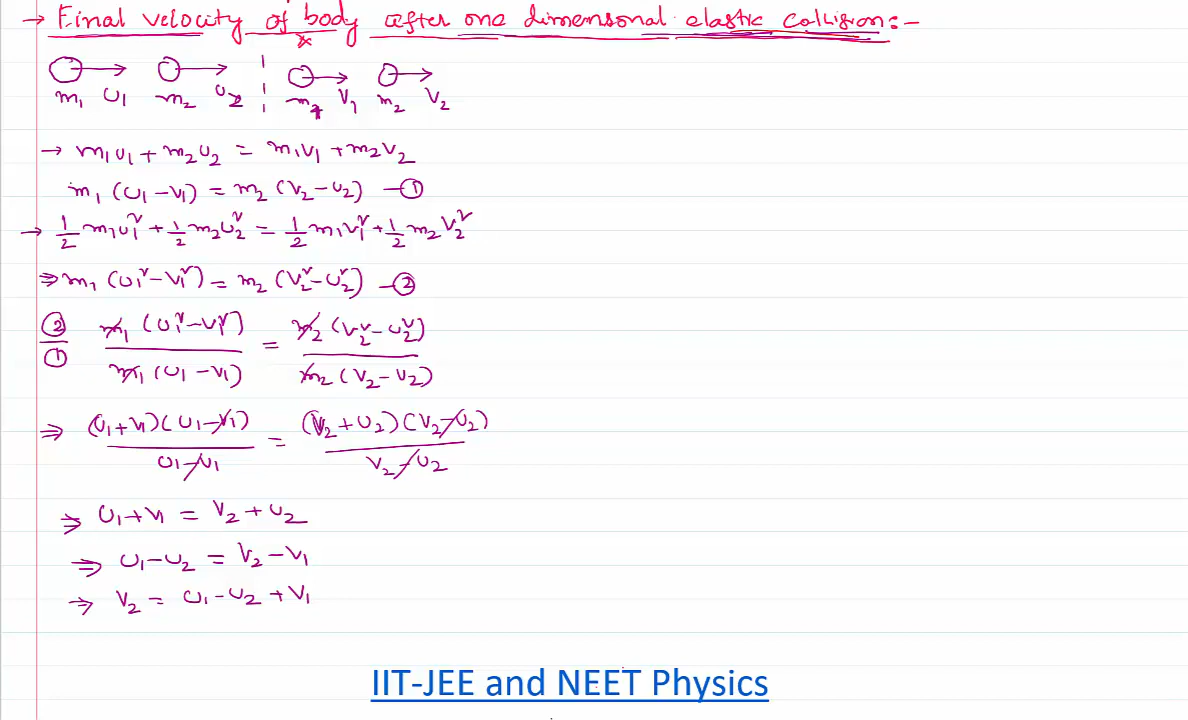 → Final velocity of body after one dimensonal elastic collision:-
m₁ u₁ m₂ u₂ m₁ v₁ m₂ v₂
→ m₁u₁ + m₂u₂ = m₁v₁ + m₂v₂
m₁ (u₁ - v₁) = m₂ (v₂ - u₂) —①
→ 1/2 m₁u₁² + 1/2 m₂u₂² = 1/2 m₁v₁² + 1/2 m₂v₂²
⇒ m₁ (u₁² - v₁²) = m₂ (v₂² - u₂²) —②
②/① m₁ (u₁² - v₁²) / m₁ (u₁ - v₁) = m₂ (v₂² - u₂²) / m₂ (v₂ - u₂)
⇒ (u₁ + v₁)(u₁ - v₁) / u₁ - v₁ = (v₂ + u₂)(v₂ - u₂) / v₂ - u₂
⇒ u₁ + v₁ = v₂ + u₂
⇒ u₁ - u₂ = v₂ - v₁
⇒ v₂ = u₁ - u₂ + v₁
IIT-JEE and NEET Physics